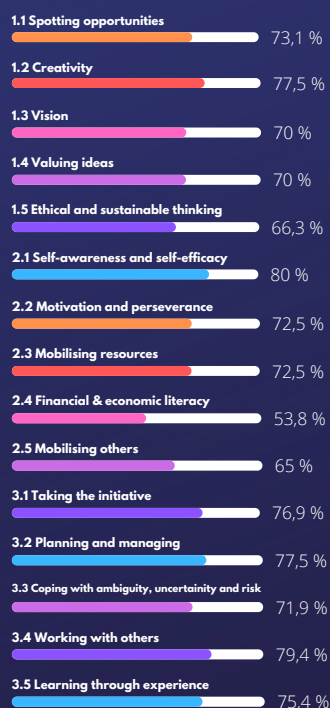 1.1 Spotting opportunities
73,1 %
1.2 Creativity
77,5 %
1.3 Vision
70 %
1.4 Valuing ideas
70 %
1.5 Ethical and sustainable thinking
66,3 %
2.1 Self-awareness and self-efficacy
80 %
2.2 Motivation and perseverance
72,5 %
2.3 Mobilising resources
72,5 %
2.4 Financial & economic literacy
53,8 %
2.5 Mobilising others
65 %
3.1 Taking the initiative
76,9 %
3.2 Planning and managing
77,5 %
3.3 Coping with ambiguity, uncertainity and risk
71,9 %
3.4 Working with others
79,4 %
3.5 Learning through experience
75,4 %